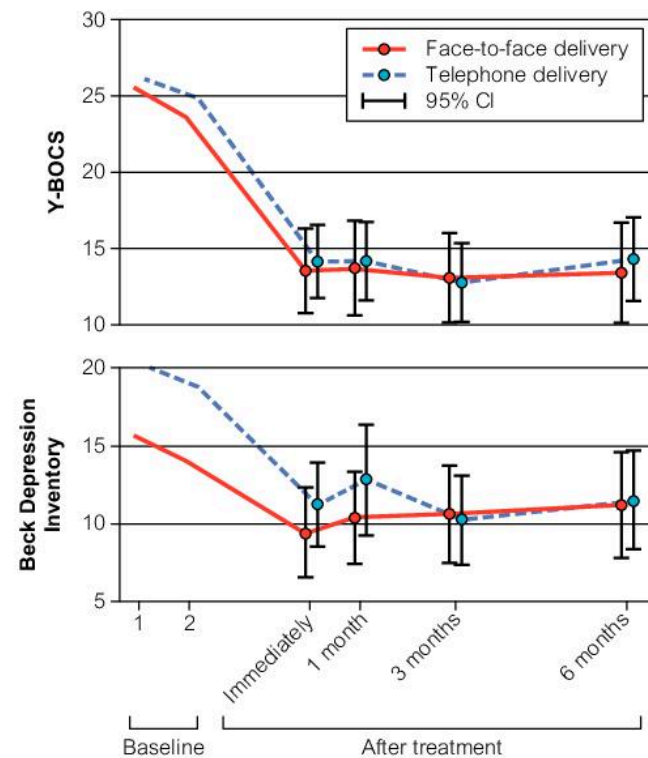 30
25
20
15
10
Y-BOCS
Face-to-face delivery
Telephone delivery
95% CI
20
15
10
5
Beck Depression
Inventory
1
2
Immediately
1 month
3 months
6 months
Baseline
After treatment